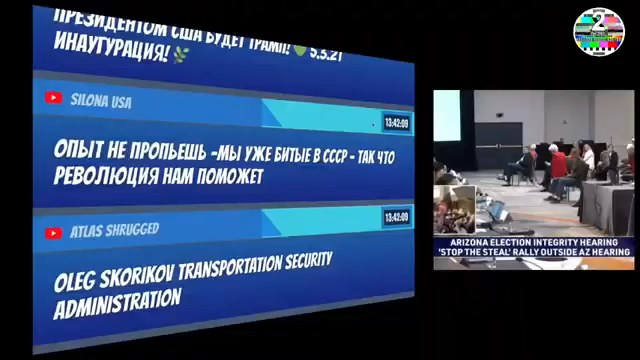 ПРЕЗИДЕНТОМ США БУДЕТ ТРАМП! 5.3.21
ИНАУГУРАЦИЯ!
SILONA USA
13:42:09
ОПЫТ НЕ ПРОПЬЕШЬ -МЫ УЖЕ БИТЫЕ В СССР - ТАК ЧТО
РЕВОЛЮЦИЯ НАМ ПОМОЖЕТ
ATLAS SHRUGGED
13:42:09
OLEG SKORIKOV TRANSPORTATION SECURITY
ADMINISTRATION
2
ARIZONA ELECTION INTEGRITY HEARING
'STOP THE STEAL' RALLY OUTSIDE AZ HEARING